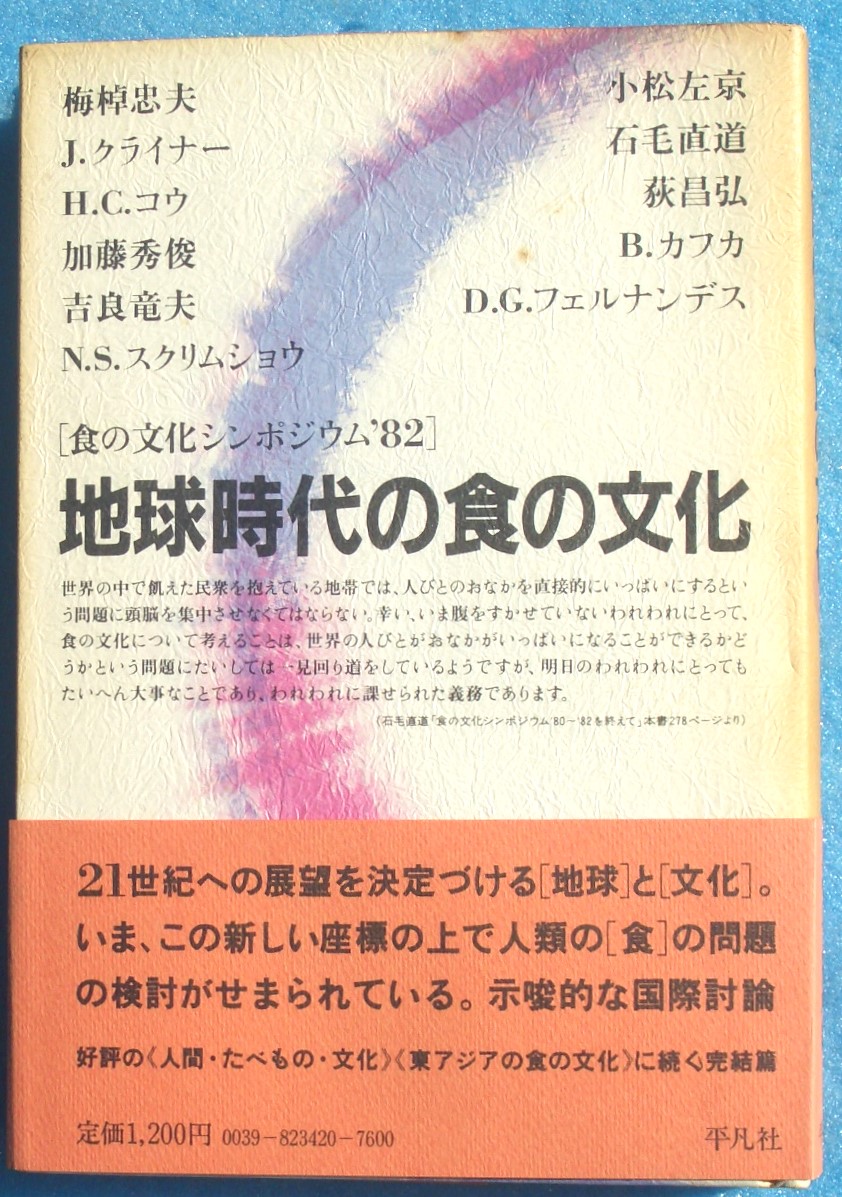 梅棹忠夫
J.クライナー
H.C.コウ
加藤秀俊
吉良竜夫
N.S.スクリムショウ
小松左京
石毛直道
荻昌弘
B.カフカ
D.G.フェルナンデス
[食の文化シンポジウム'82]
地球時代の食の文化
世界の中で飢えた民衆を抱えている地帯では、人びとのおなかを直接的にいっぱいにするとい
う問題に頭脳を集中させなくてはならない。幸い、いま腹をすかせていないわれわれにとって、
食の文化について考えることは、世界の人びとがおなかがいっぱいになることができるかど
うかという問題にたいしては一見回り道をしているようですが、明日のわれわれにとっても
たいへん大事なことであり、われわれに課せられた義務であります。
(石毛直道「食の文化シンポジウム'80－'82を終えて」本書278ページより)
21世紀への展望を決定づける[地球]と[文化]。
いま、この新しい座標の上で人類の[食]の問題
の検討がせまられている。示唆的な国際討論
好評の《人間・たべもの・文化》《東アジアの食の文化》に続く完結篇
定価1,200円 0039－823420－7600
平凡社